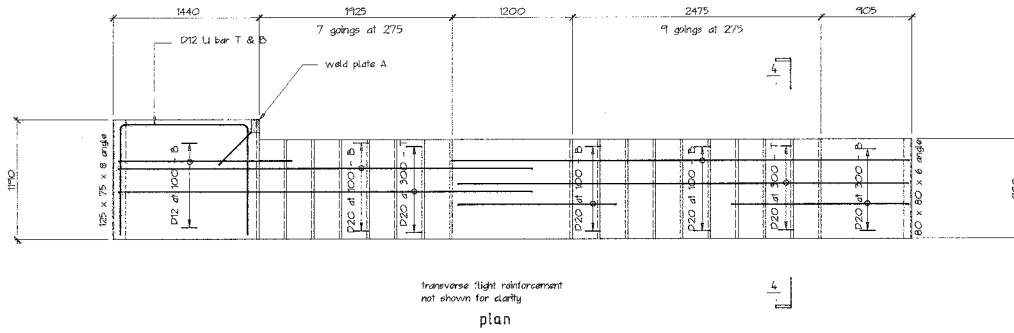 1440
1925
1200
2475
905
7 goings at 275
9 goings at 275
D12 U bar T & B
weld plate A
4
1190
125 x 75 x 8 angle
D12 at 100 - B
D20 at 100 - B
D20 at 300 - T
D20 at 100 - B
D20 at 100 - B
D20 at 300 - T
D20 at 300 - B
80 x 80 x 6 angle
transverse flight reinforcement
not shown for clarity
4
plan